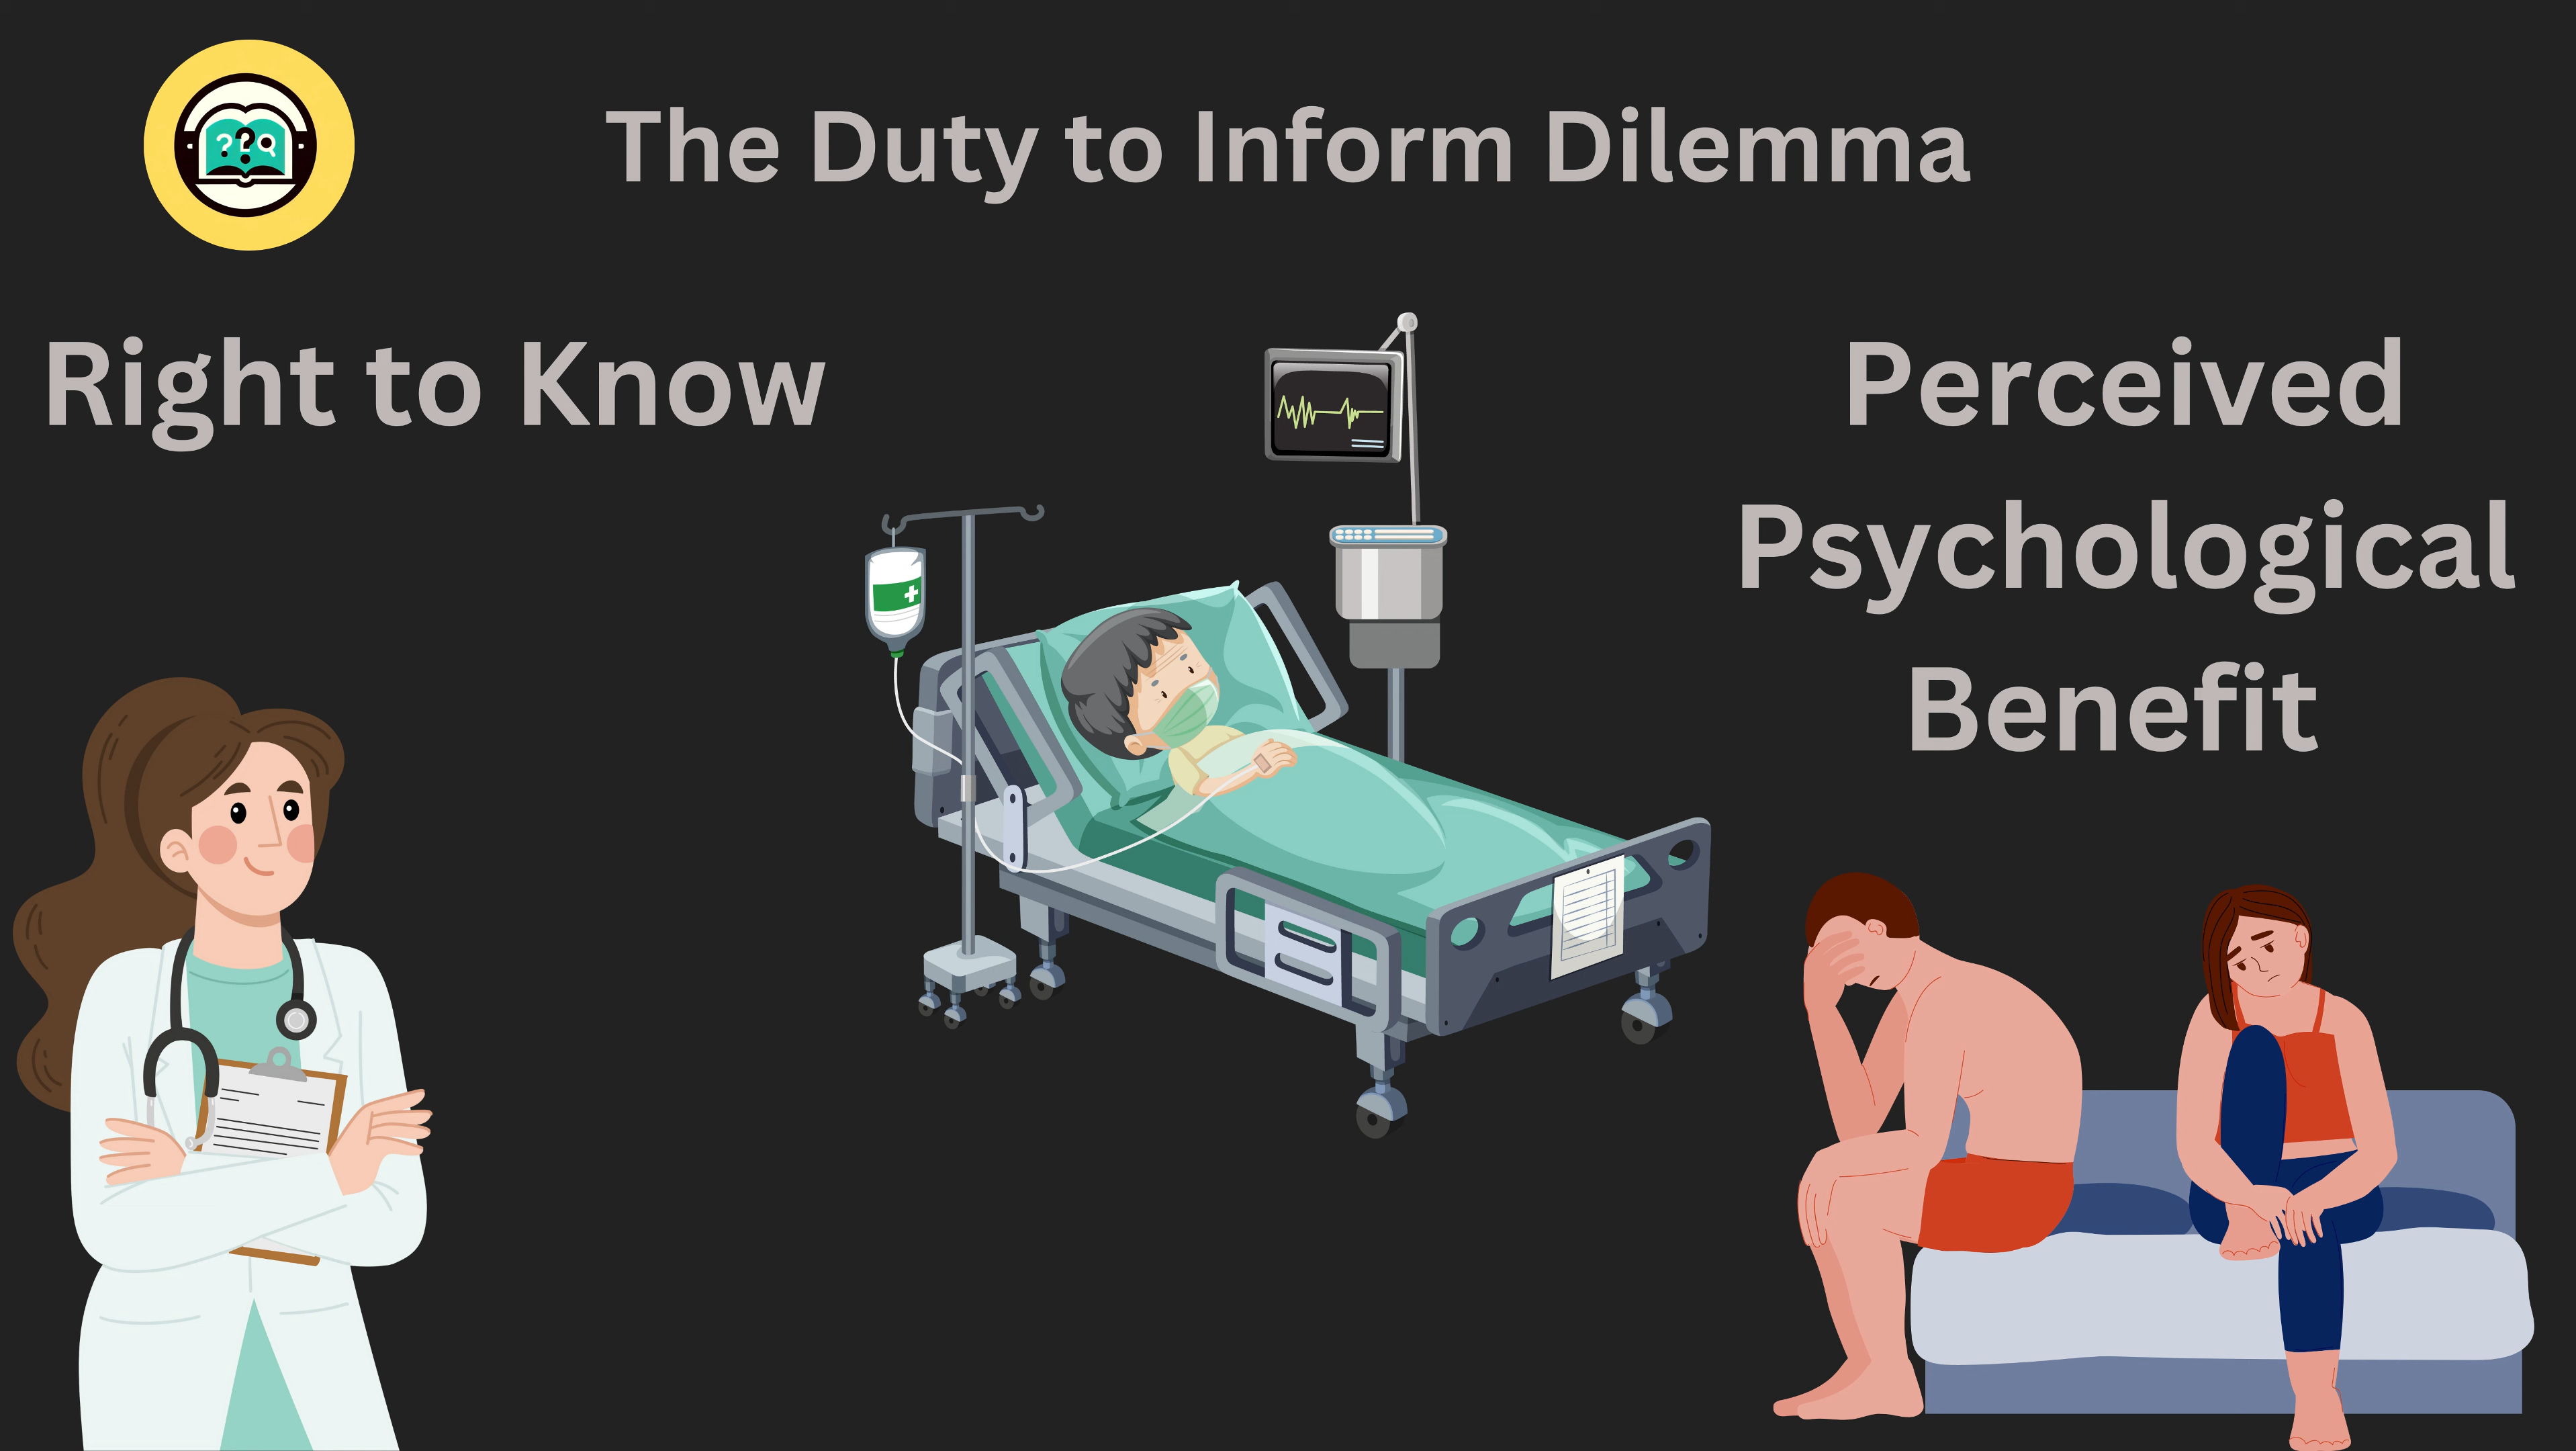 The Duty to Inform Dilemma
Right to Know
Perceived
Psychological
Benefit